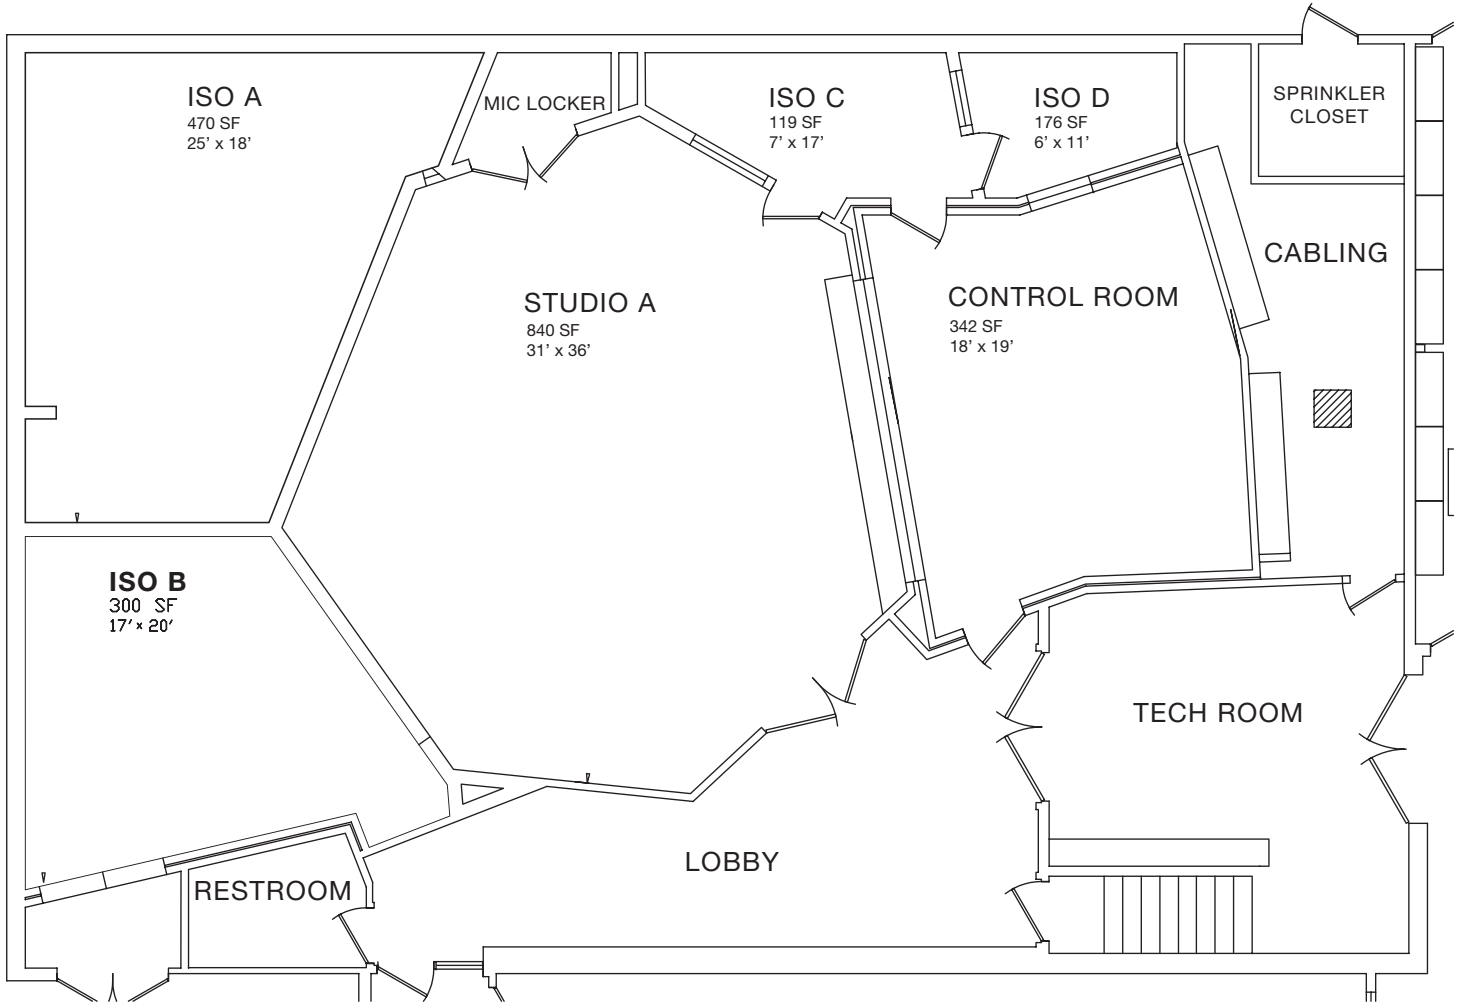 ISO A
470 SF
25’ x 18’
MIC LOCKER
ISO C
119 SF
7’ x 17’
ISO D
176 SF
6’ x 11’
SPRINKLER
CLOSET
CABLING
STUDIO A
840 SF
31’ x 36’
CONTROL ROOM
342 SF
18’ x 19’
ISO B
300 SF
17’ x 20’
TECH ROOM
LOBBY
RESTROOM